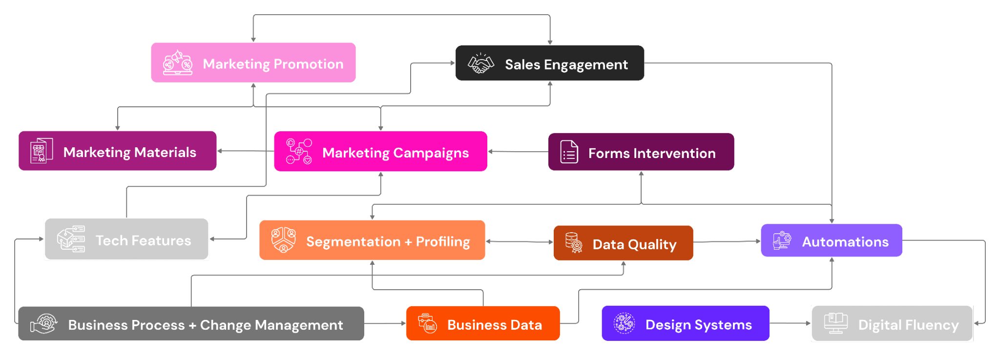 Marketing Promotion
Sales Engagement
Marketing Materials
Marketing Campaigns
Forms Intervention
Tech Features
Segmentation + Profiling
Data Quality
Automations
Business Process + Change Management
Business Data
Design Systems
Digital Fluency